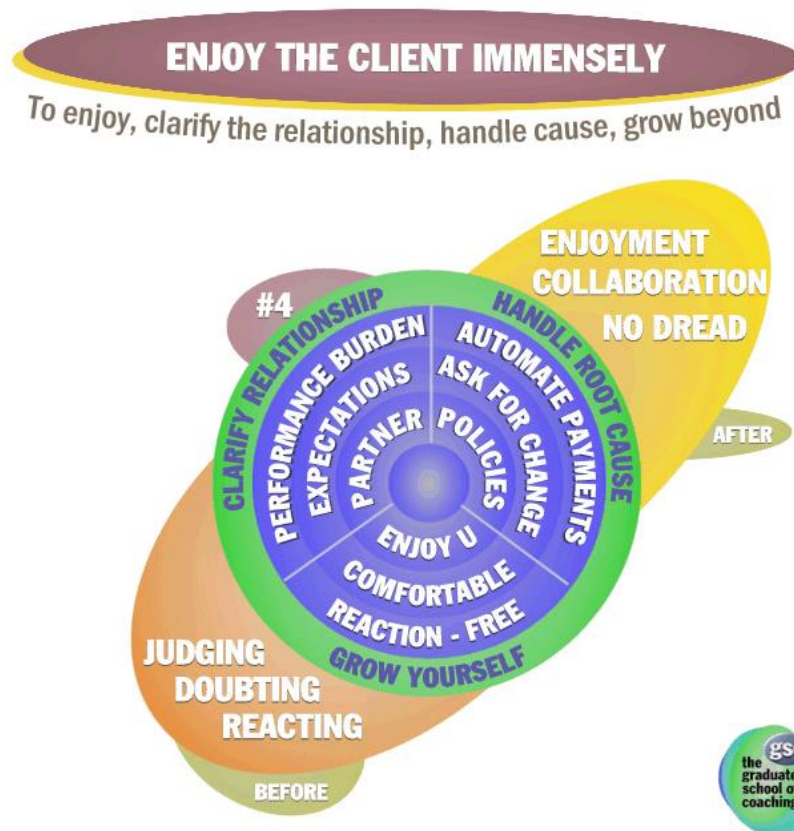 ENJOY THE CLIENT IMMENSELY
To enjoy, clarify the relationship, handle cause, grow beyond
#4
ENJOYMENT
COLLABORATION
NO DREAD
AFTER
CLARIFY RELATIONSHIP
PERFORMANCE BURDEN
EXPECTATIONS
PARTNER
HANDLE ROOT CAUSE
AUTOMATE PAYMENTS
ASK FOR CHANGE
POLICIES
ENJOY U
COMFORTABLE
REACTION - FREE
GROW YOURSELF
JUDGING
DOUBTING
REACTING
BEFORE
gs
the
graduate
school o
coaching